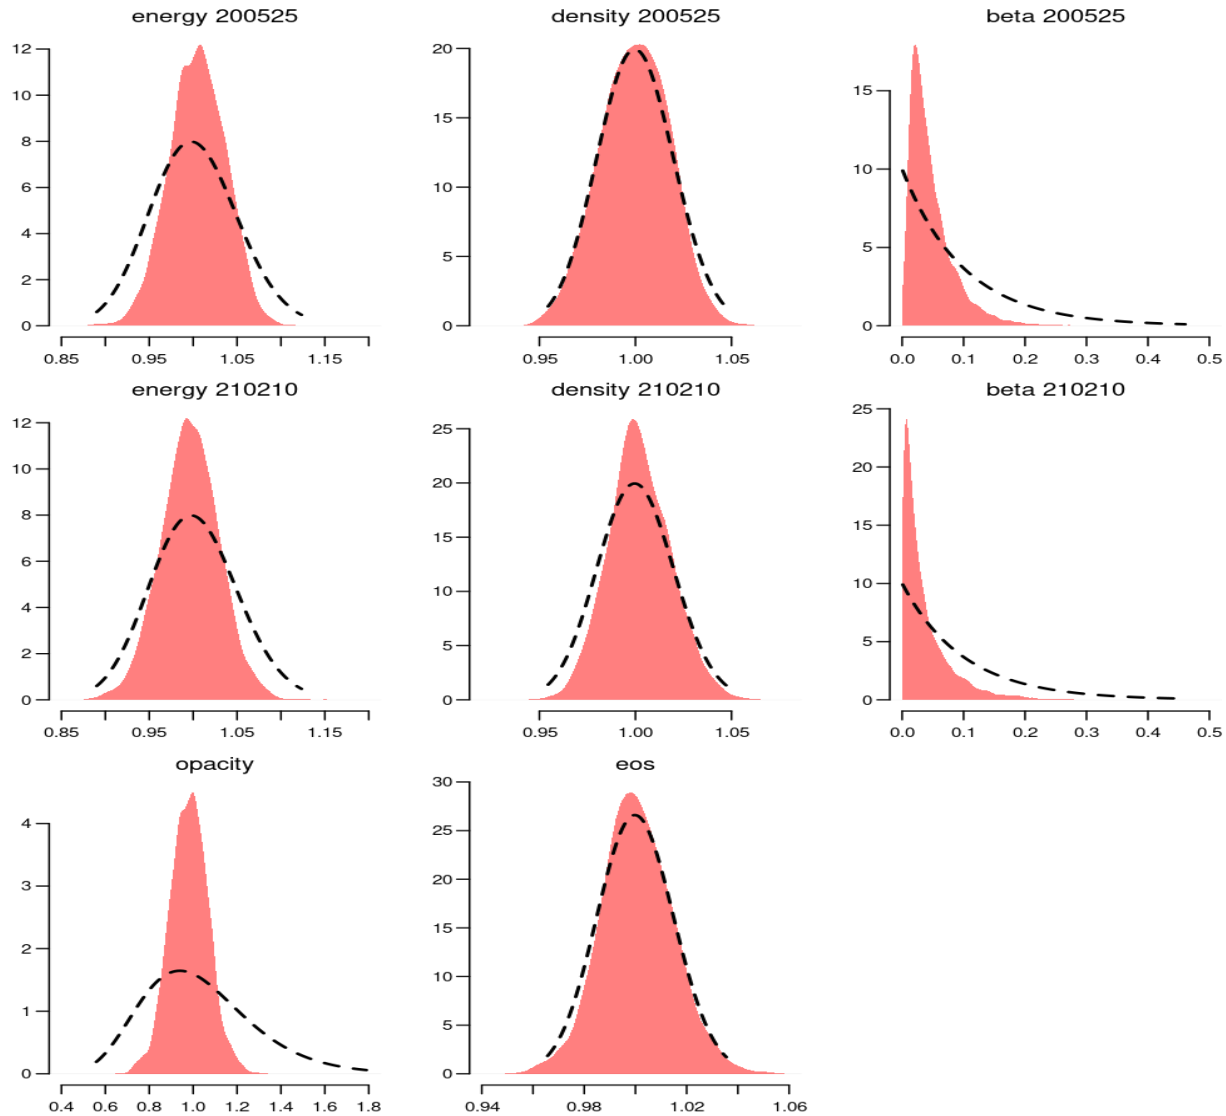 energy 200525
density 200525
beta 200525
12
10
8
6
4
2
0
0.85 0.95 1.05 1.15
20
15
10
5
0
0.95 1.00 1.05
15
10
5
0
0.0 0.1 0.2 0.3 0.4 0.5
energy 210210
density 210210
beta 210210
12
10
8
6
4
2
0
0.85 0.95 1.05 1.15
25
20
15
10
5
0
0.95 1.00 1.05
25
20
15
10
5
0
0.0 0.1 0.2 0.3 0.4 0.5
opacity
eos
4
3
2
1
0
0.4 0.6 0.8 1.0 1.2 1.4 1.6 1.8
30
25
20
15
10
5
0
0.94 0.98 1.02 1.06